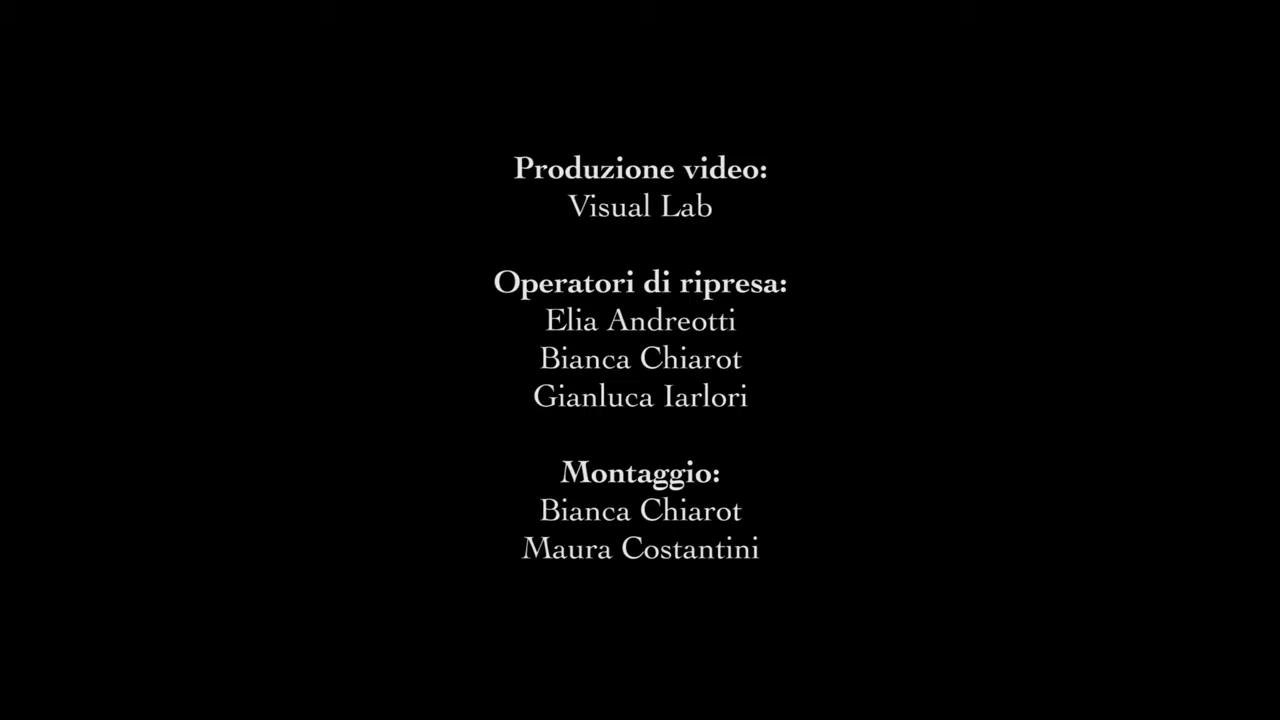 Produzione video:
Visual Lab
Operatori di ripresa:
Elia Andreotti
Bianca Chiarot
Gianluca Iarlori
Montaggio:
Bianca Chiarot
Maura Costantini